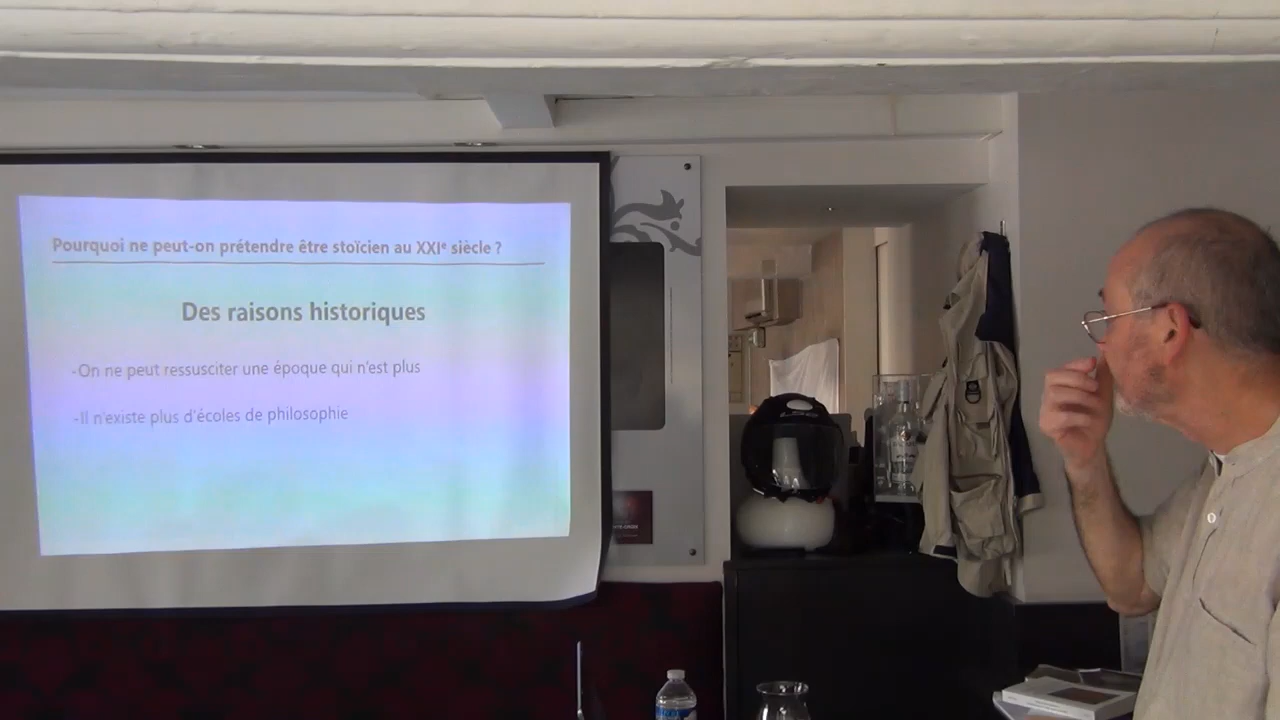 Pourquoi ne peut-on prétendre être stoïcien au XXIᵉ siècle ?
Des raisons historiques
-On ne peut ressusciter une époque qui n'est plus
-Il n'existe plus d'écoles de philosophie
LS2